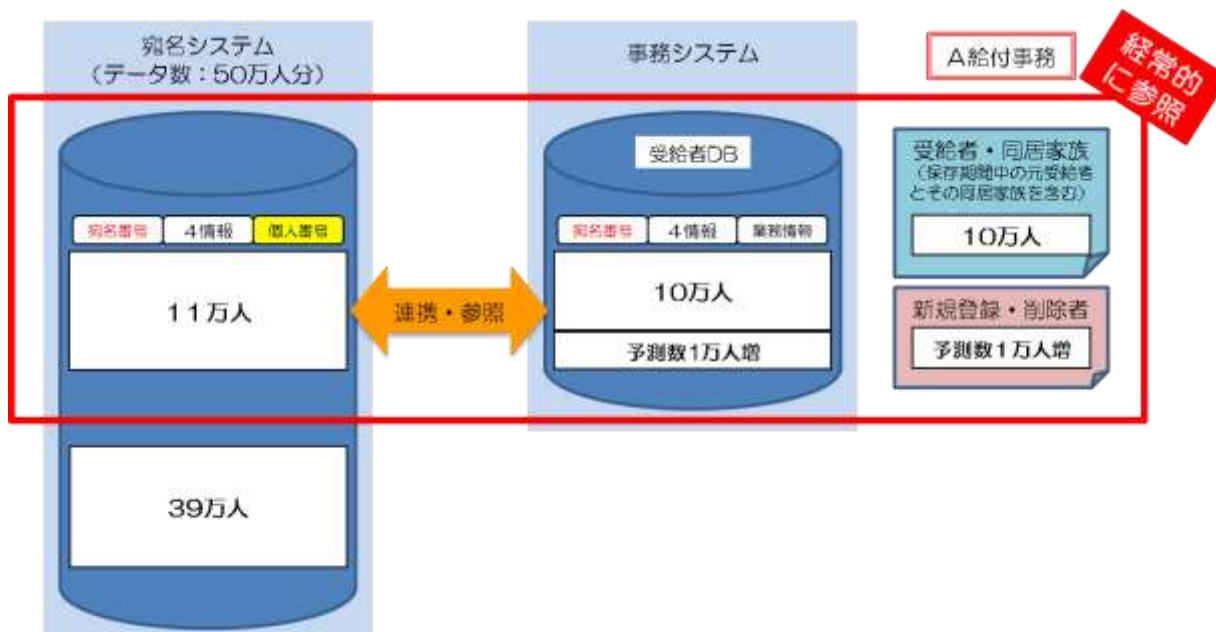 宛名システム
（データ数：50万人分）
宛名番号
4情報
個人番号
11万人
39万人
連携・参照
事務システム
受給者DB
宛名番号
4情報
業務情報
10万人
予測数1万人増
A給付事務
経常的
に参照
受給者・同居家族
（保存期間中の元受給者
とその同居家族を含む）
10万人
新規登録・削除者
予測数1万人増